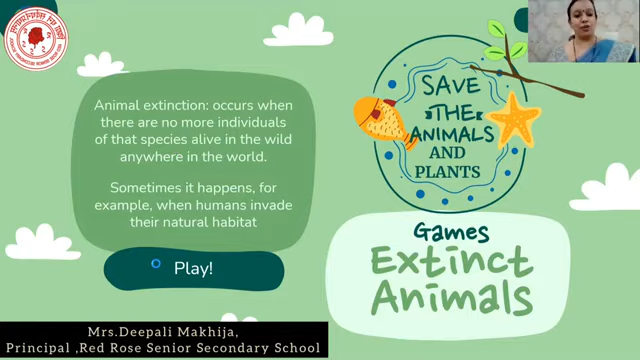 Animal extinction: occurs when
there are no more individuals
of that species alive in the wild
anywhere in the world.
Sometimes it happens, for
example, when humans invade
their natural habitat
Play!
SAVE
THE
ANIMALS
AND
PLANTS
Games
Extinct
Animals
Mrs.Deepali Makhija,
Principal ,Red Rose Senior Secondary School